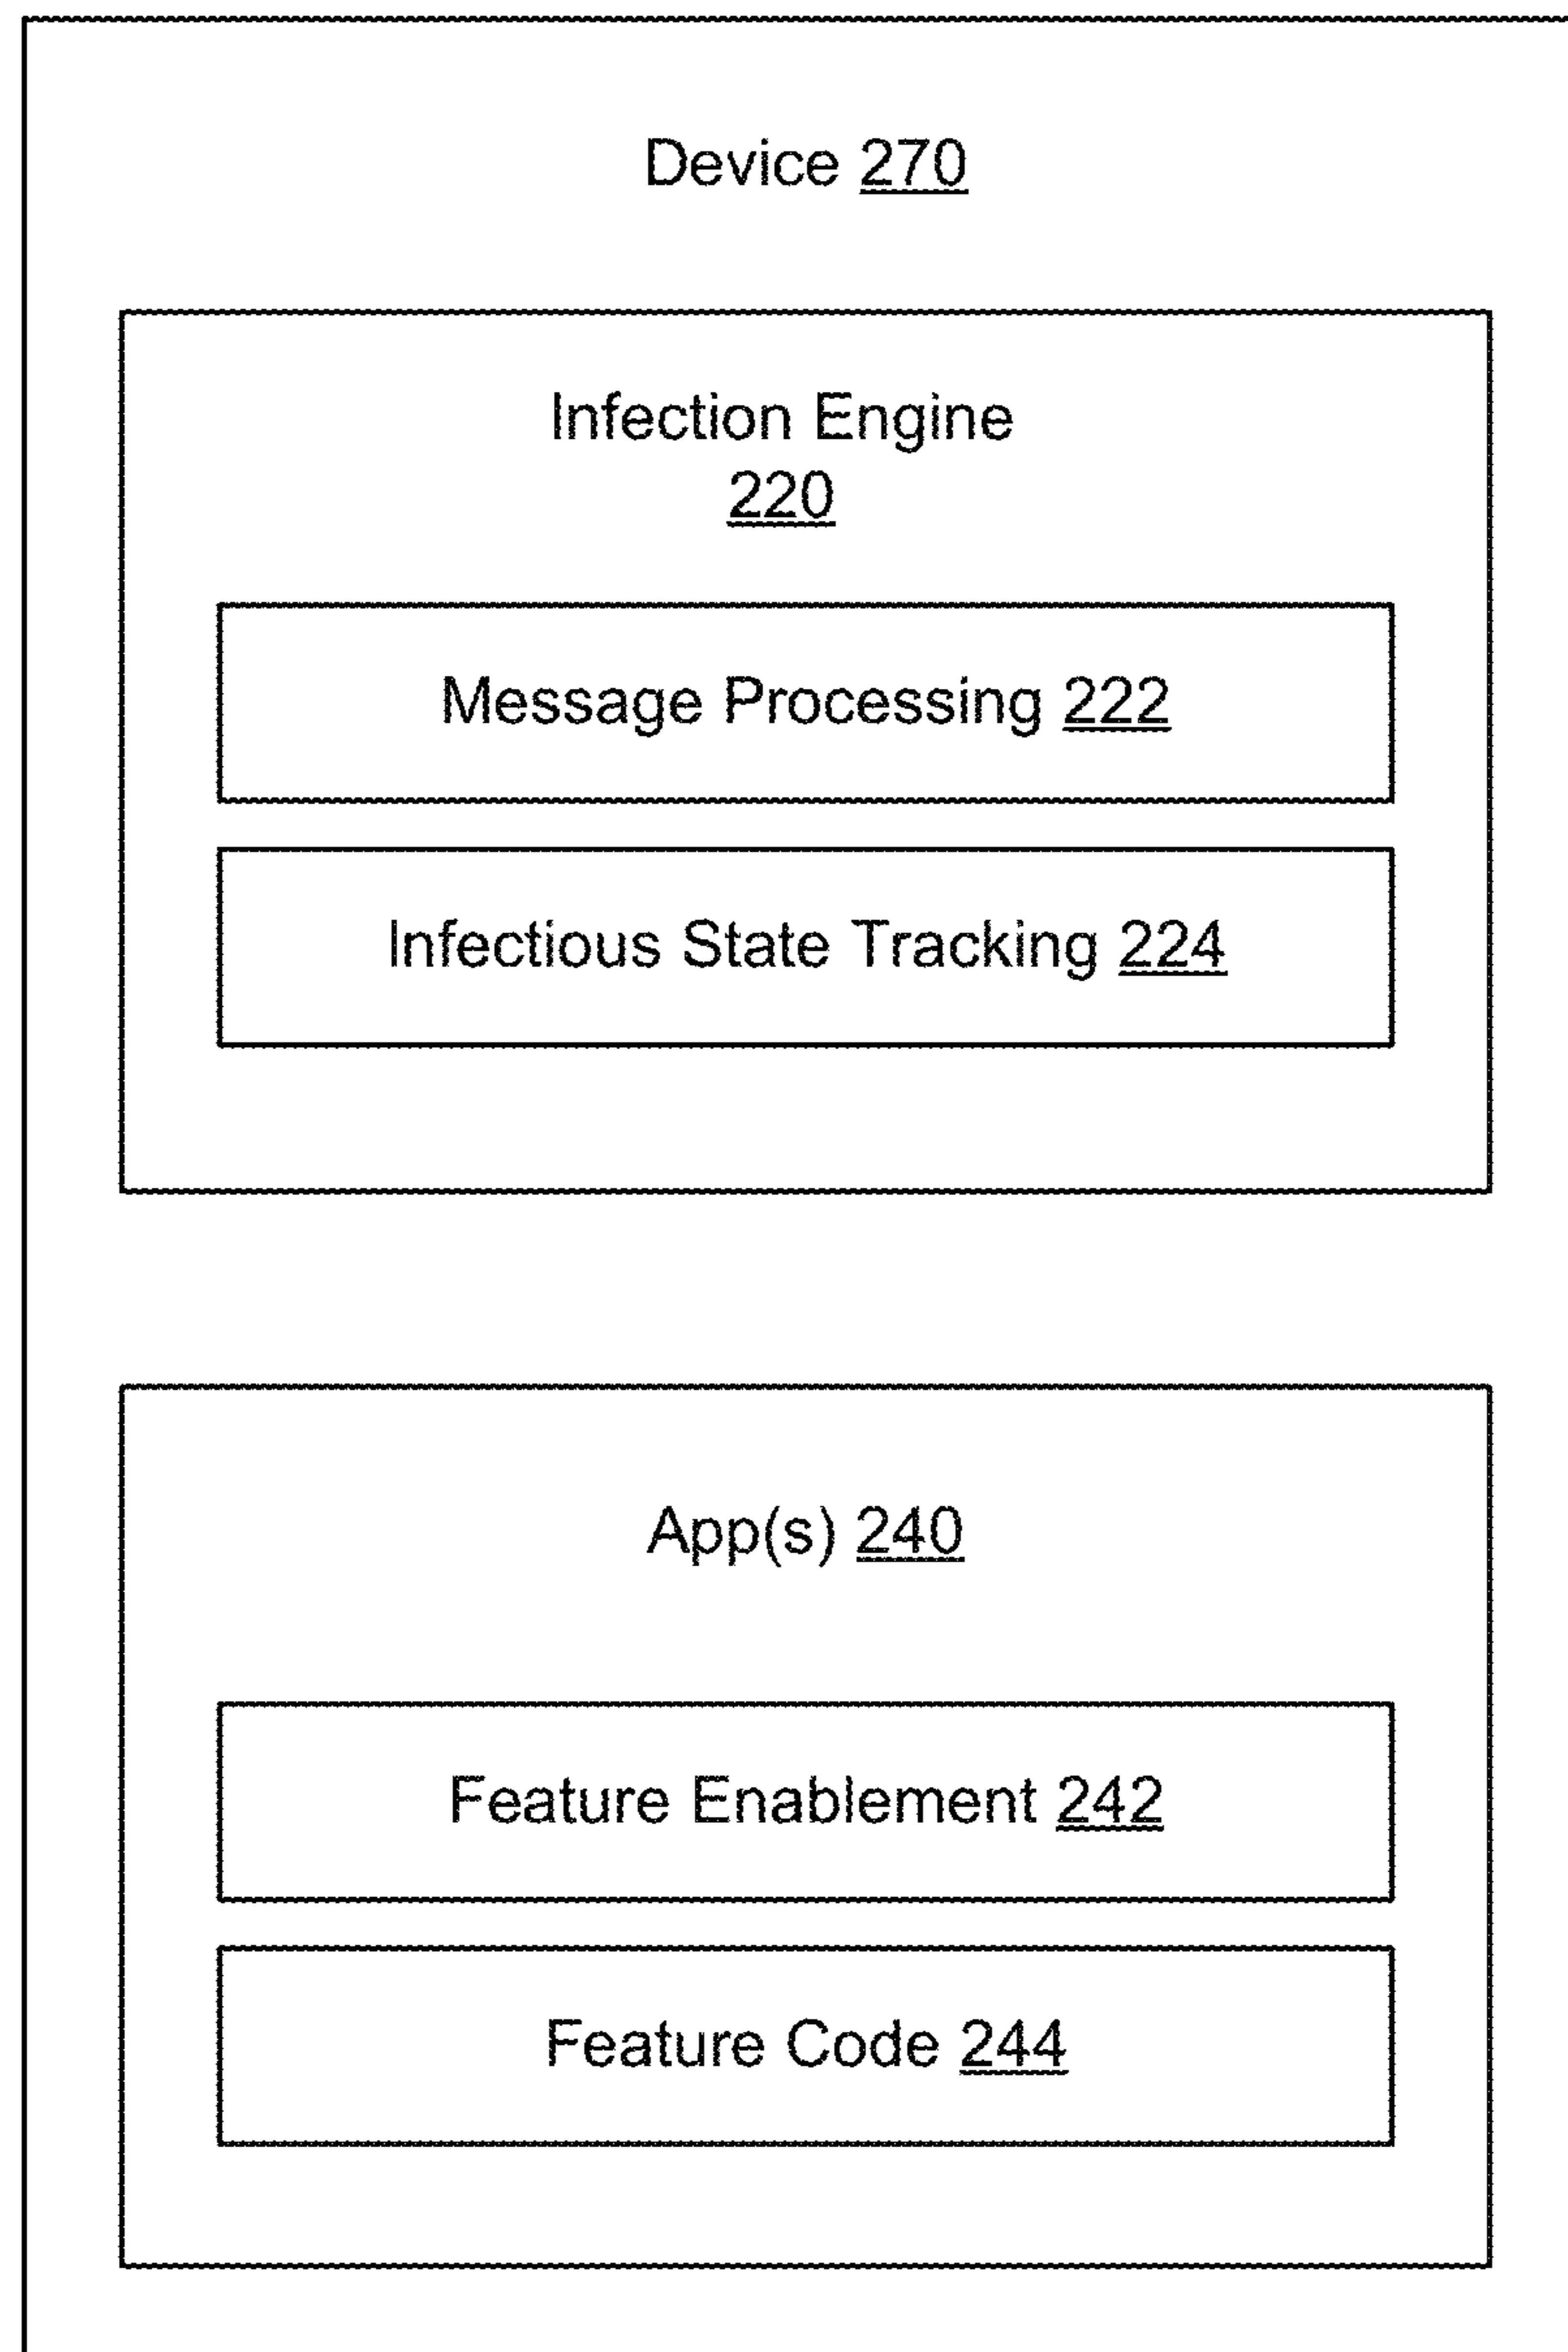 Device 270
Infection Engine
220
Message Processing 222
Infectious State Tracking 224
App(s) 240
Feature Enablement 242
Feature Code 244